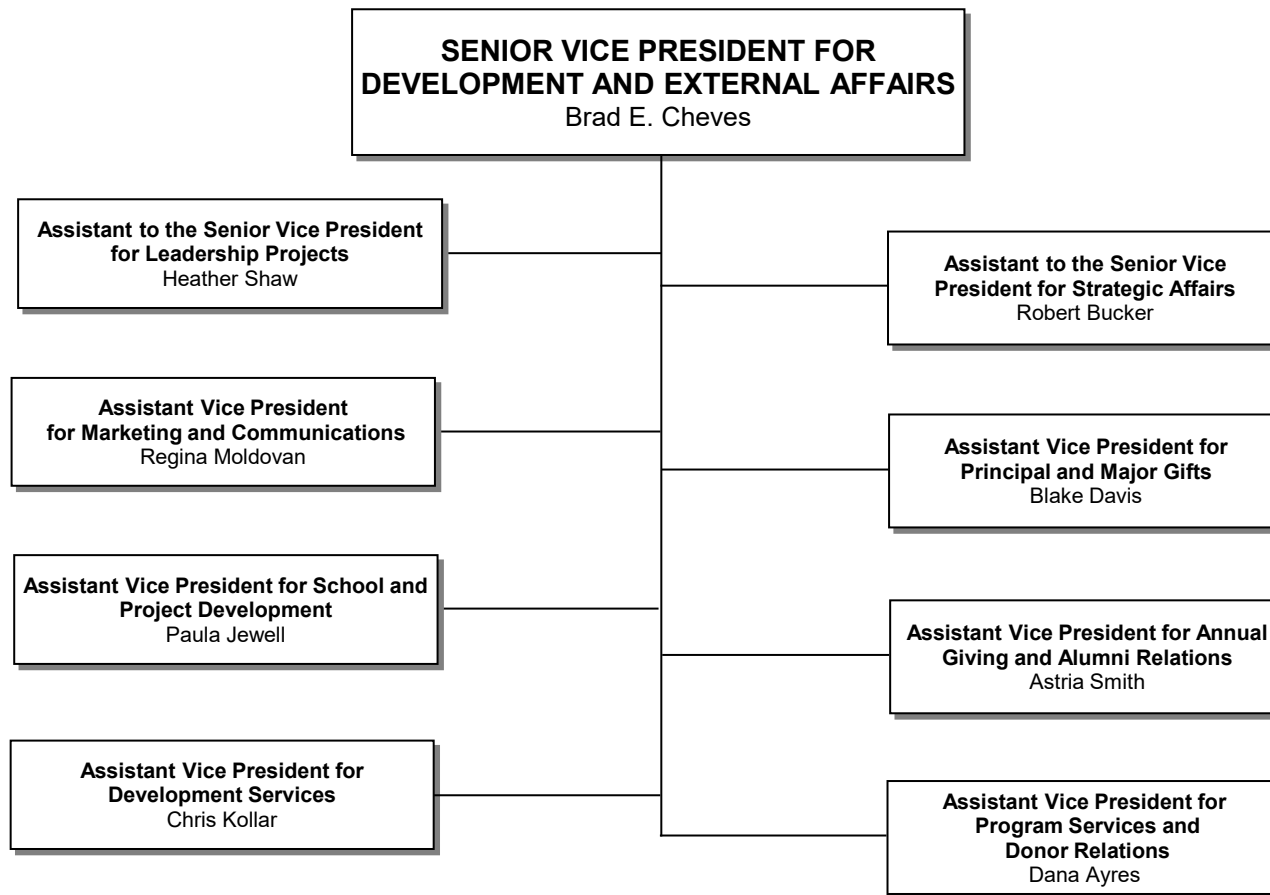 SENIOR VICE PRESIDENT FOR
DEVELOPMENT AND EXTERNAL AFFAIRS
Brad E. Cheves
Assistant to the Senior Vice President
for Leadership Projects
Heather Shaw
Assistant to the Senior Vice
President for Strategic Affairs
Robert Bucker
Assistant Vice President
for Marketing and Communications
Regina Moldovan
Assistant Vice President for
Principal and Major Gifts
Blake Davis
Assistant Vice President for School and
Project Development
Paula Jewell
Assistant Vice President for Annual
Giving and Alumni Relations
Astria Smith
Assistant Vice President for
Development Services
Chris Kollar
Assistant Vice President for
Program Services and
Donor Relations
Dana Ayres